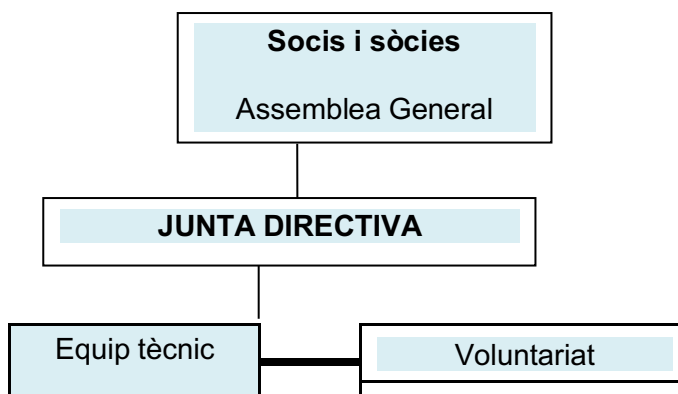 Socis i sòcies
Assemblea General
JUNTA DIRECTIVA
Equip tècnic
Voluntariat